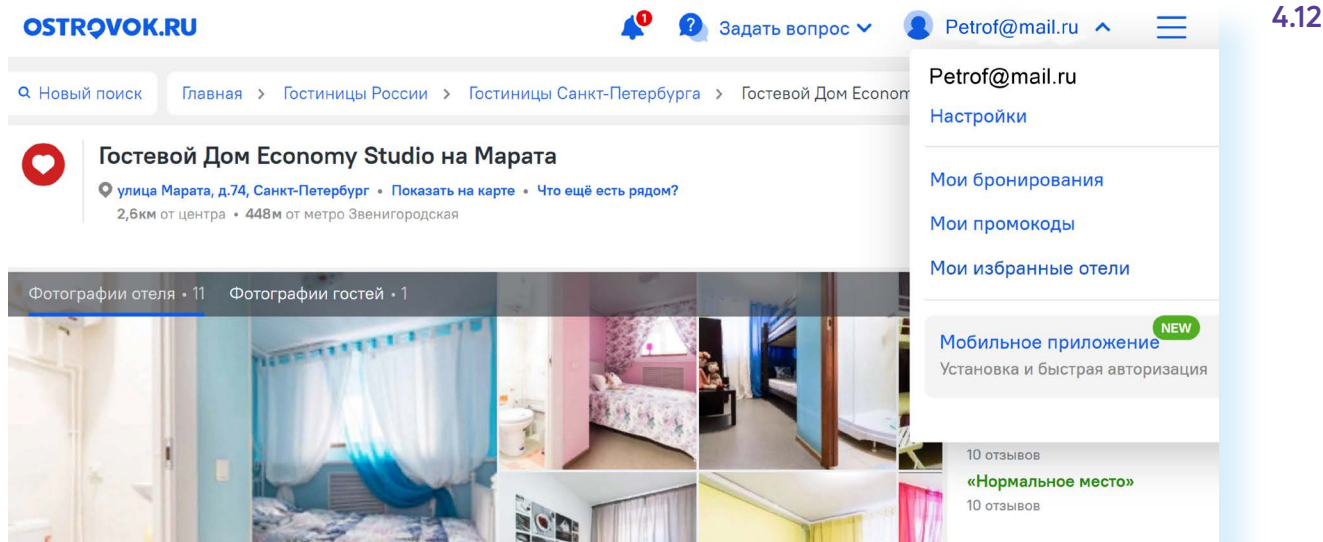 4.12
OSTROVOK.RU
1
?
Задать вопрос
Petrof@mail.ru
Petrof@mail.ru
Настройки
Мои бронирования
Мои промокоды
Мои избранные отели
NEW
Мобильное приложение
Установка и быстрая авторизация
Новый поиск
Главная > Гостиницы России > Гостиницы Санкт-Петербурга > Гостевой Дом Econom
Гостевой Дом Economy Studio на Марата
улица Марата, д.74, Санкт-Петербург • Показать на карте • Что ещё есть рядом?
2,6км от центра • 448м от метро Звенигородская
Фотографии отеля • 11 Фотографии гостей • 1
10 отзывов
«Нормальное место»
10 отзывов